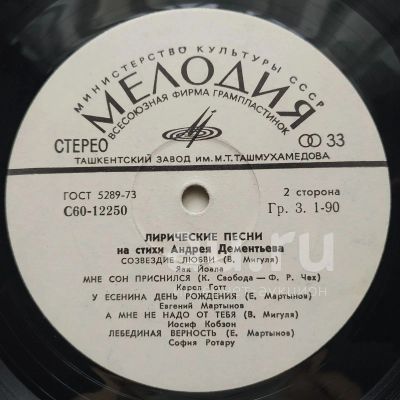 МИНИСТЕРСТВО КУЛЬТУРЫ СССР
МЕЛОДИЯ
ВСЕСОЮЗНАЯ ФИРМА ГРАМПЛАСТИНОК
СТЕРЕО
33
ТАШКЕНТСКИЙ ЗАВОД ИМ. М.Т. ТАШМУХАМЕДОВА
ГОСТ 5289-73
2 сторона
С60-12250
Гр. 3. 1-90
ЛИРИЧЕСКИЕ ПЕСНИ
на стихи Андрея Дементьева
СОЗВЕЗДИЕ ЛЮБВИ (В. Мигуля)
Яак Йоала
МНЕ СОН ПРИСНИЛСЯ (К. Свобода — Ф. Р. Чех)
Карел Готт
У ЕСЕНИНА ДЕНЬ РОЖДЕНИЯ (Е. Мартынов)
Евгений Мартынов
А МНЕ НЕ НАДО ОТ ТЕБЯ (В. Мигуля)
Иосиф Кобзон
ЛЕБЕДИНАЯ ВЕРНОСТЬ (Е. Мартынов)
София Ротару